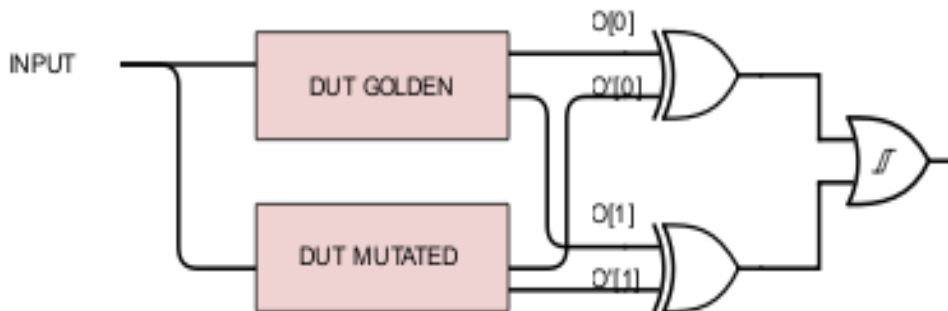 O[0]
INPUT
DUT GOLDEN
O'[0]
O[1]
DUT MUTATED
O'[1]